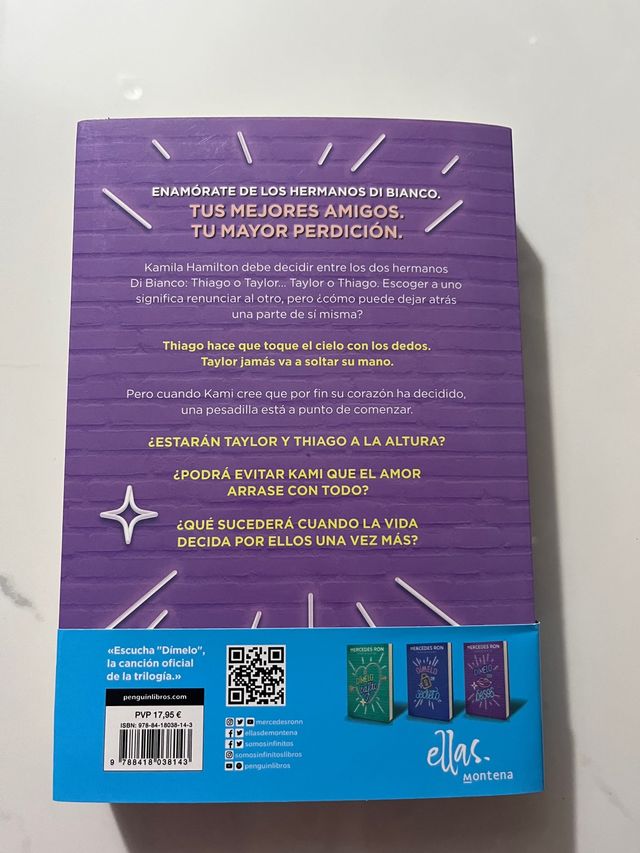 ENAMÓRATE DE LOS HERMANOS DI BIANCO.
TUS MEJORES AMIGOS.
TU MAYOR PERDICIÓN.
Kamila Hamilton debe decidir entre los dos hermanos
Di Bianco: Thiago o Taylor... Taylor o Thiago. Escoger a uno
significa renunciar al otro, pero ¿cómo puede dejar atrás
una parte de sí misma?
Thiago hace que toque el cielo con los dedos.
Taylor jamás va a soltar su mano.
Pero cuando Kami cree que por fin su corazón ha decidido,
una pesadilla está a punto de comenzar.
¿ESTARÁN TAYLOR Y THIAGO A LA ALTURA?
¿PODRÁ EVITAR KAMI QUE EL AMOR
ARRASE CON TODO?
¿QUÉ SUCEDERÁ CUANDO LA VIDA
DECIDA POR ELLOS UNA VEZ MÁS?
«Escucha "Dímelo",
la canción oficial
de la trilogía.»
penguinlibros.com
PVP 17,95 €
ISBN: 978-84-18038-14-3
9 788418 038143
mercedesronn
ellasdemontena
somosinfinitos
somosinfinitoslibros
penguinlibros
MERCEDES RON
DÍMELO
MERCEDES RON
DÍMELO
SECRETO
MERCEDES RON
DÍMELO
BESOS
ellas.
Montena